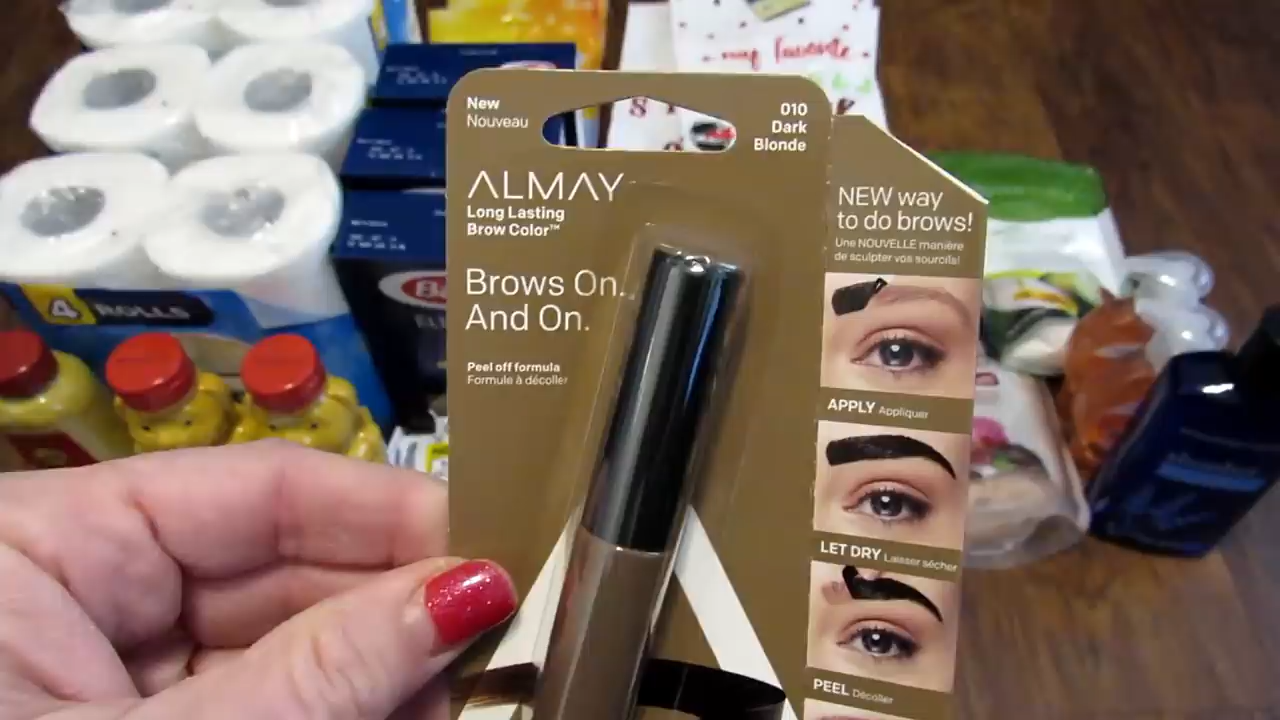 my favorite
New
Nouveau
010
Dark
Blonde
ALMAY
Long Lasting
Brow Color™
Brows On.
And On.
Peel off formula
Formule à décoller
NEW way
to do brows!
Une NOUVELLE manière
de sculpter vos sourcils!
APPLY Appliquer
LET DRY Laisser sécher
PEEL Décoller
4 ROLLS